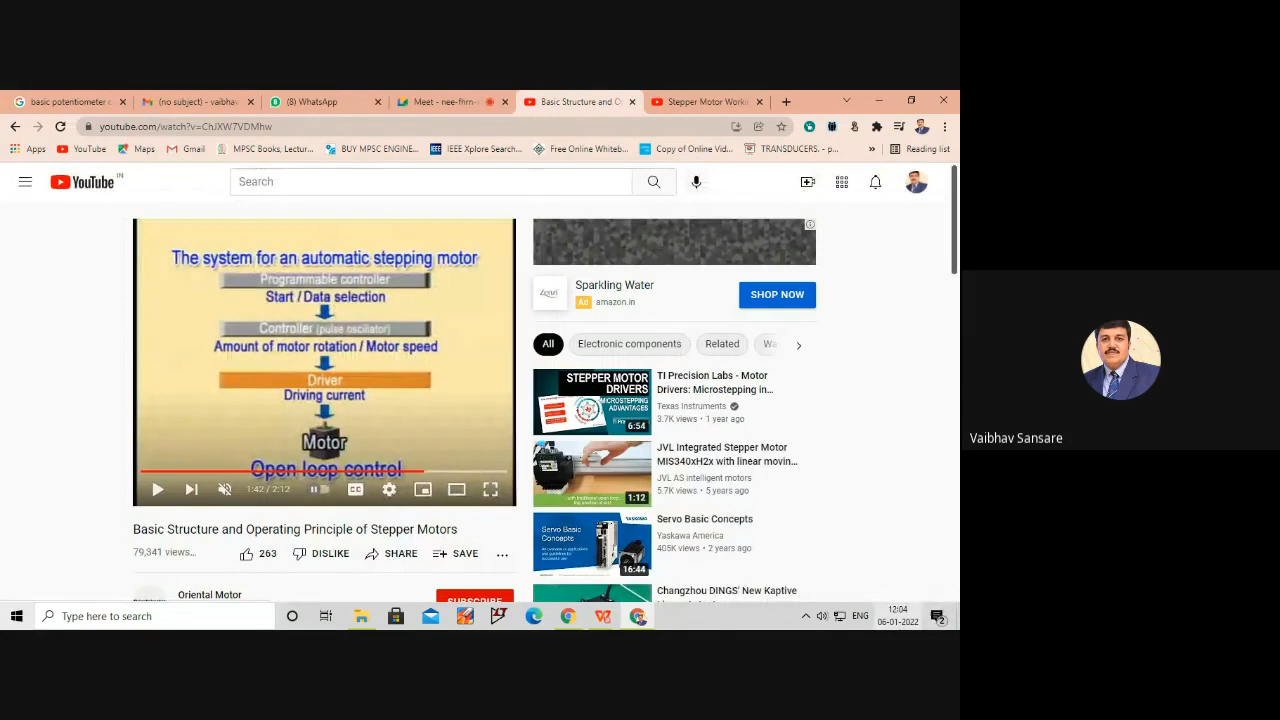 basic potentiometer
(no subject) - vaibhav
(8) WhatsApp
Meet - nee-fhrn-
Basic Structure and O
Stepper Motor Worki
youtube.com/watch?v=ChJXW7VDMhw
Apps
YouTube
Maps
Gmail
MPSC Books, Lectur...
BUY MPSC ENGINE...
IEEE Xplore Search...
Free Online Whiteb...
Copy of Online Vid...
TRANSDUCERS. - p...
»
Reading list
YouTube IN
Search
The system for an automatic stepping motor
Programmable controller
Start / Data selection
Controller (pulse oscillator)
Amount of motor rotation / Motor speed
Driver
Driving current
Motor
Open loop control
1:42 / 2:12
CC
Basic Structure and Operating Principle of Stepper Motors
79,341 views...
263
DISLIKE
SHARE
SAVE
...
Oriental Motor
SUBSCRIBE
Sparkling Water
Ad amazon.in
SHOP NOW
All
Electronic components
Related
Wa
STEPPER MOTOR
DRIVERS
MICROSTEPPING
ADVANTAGES
6:54
TI Precision Labs - Motor
Drivers: Microstepping in...
Texas Instruments
3.7K views • 1 year ago
1:12
JVL Integrated Stepper Motor
MIS340xH2x with linear movin...
JVL AS intelligent motors
5.7K views • 5 years ago
YASKAWA
Servo Basic
Concepts
16:44
Servo Basic Concepts
Yaskawa America
405K views • 2 years ago
Changzhou DINGS' New Kaptive
Type here to search
ENG
12:04
06-01-2022
2
Vaibhav Sansare